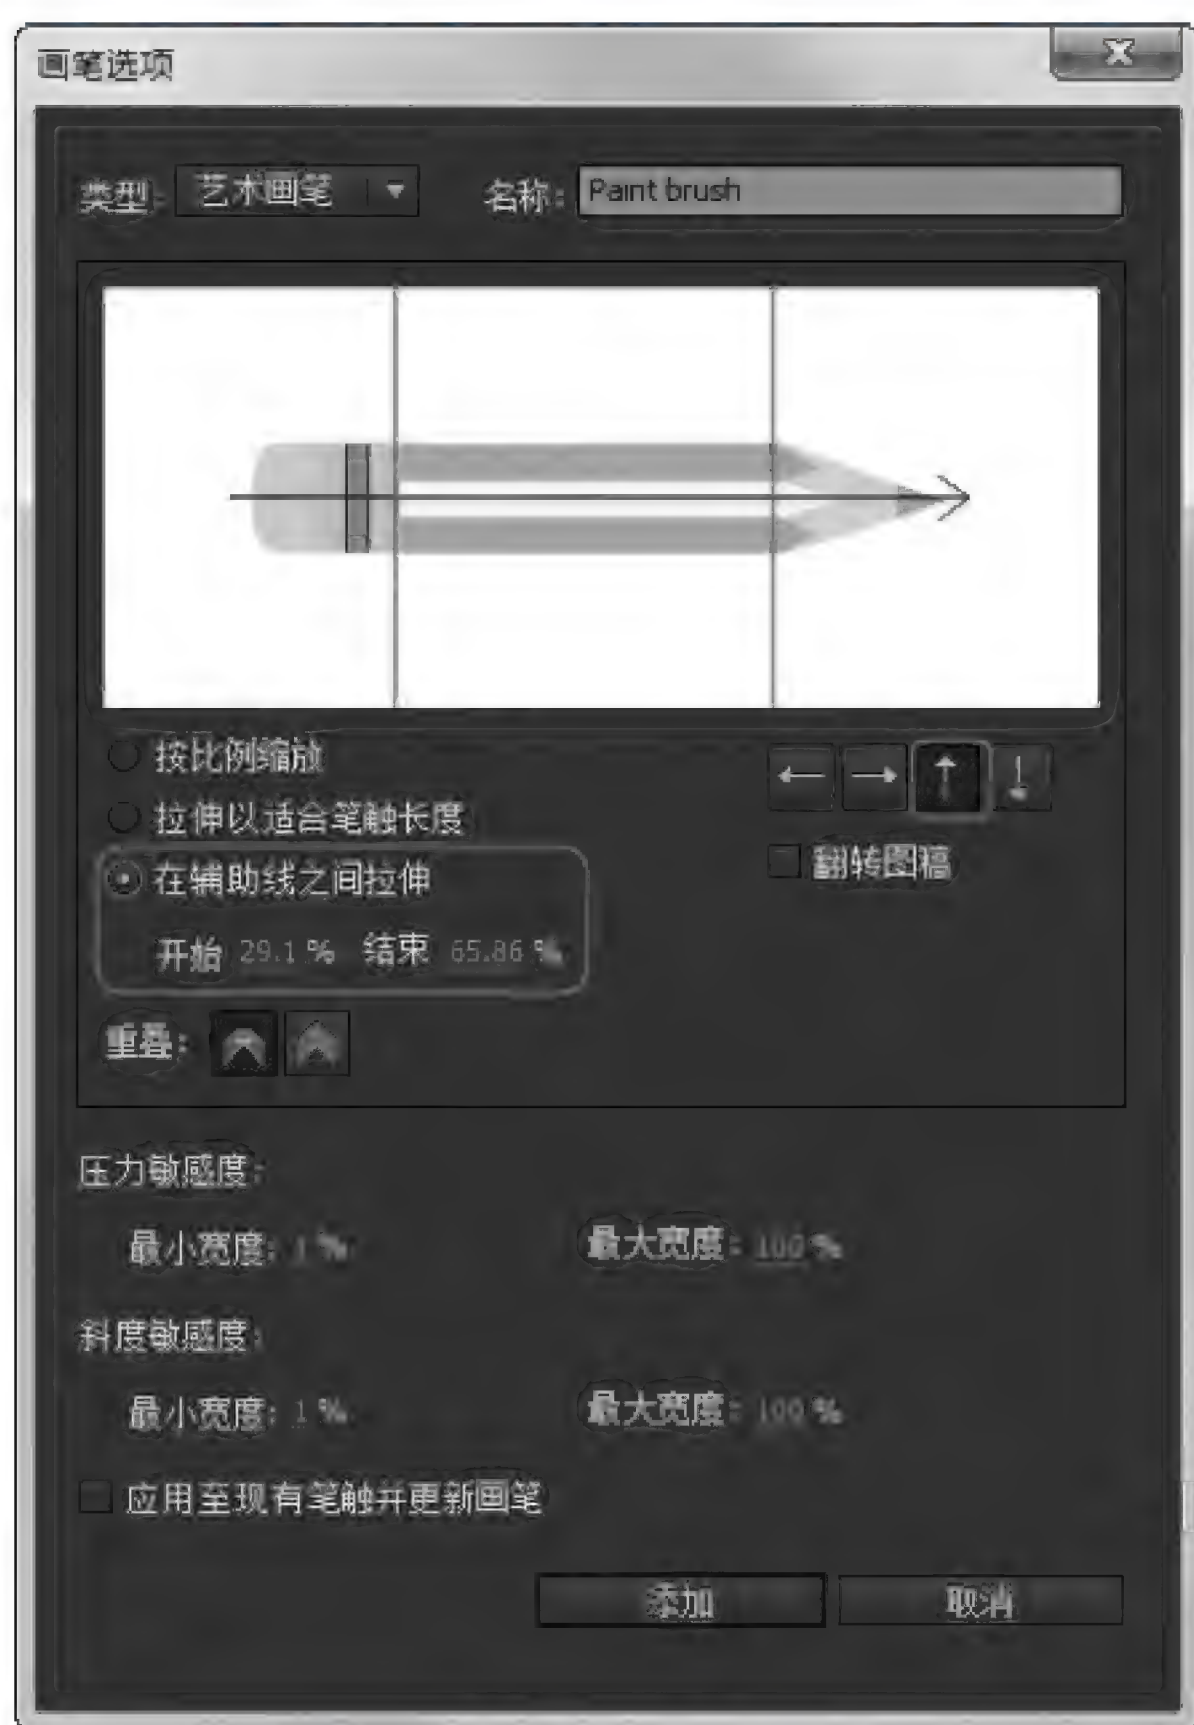 画笔选项
类型: 艺术画笔 名称: Paint brush
按比例缩放
拉伸以适合笔触长度
在辅助线之间拉伸
翻转图稿
开始 29.1 % 结束 65.86 %
重叠:
压力敏感度:
最小宽度: 1 % 最大宽度: 100 %
斜度敏感度:
最小宽度: 1 % 最大宽度: 100 %
应用至现有笔触并更新画笔
添加 取消